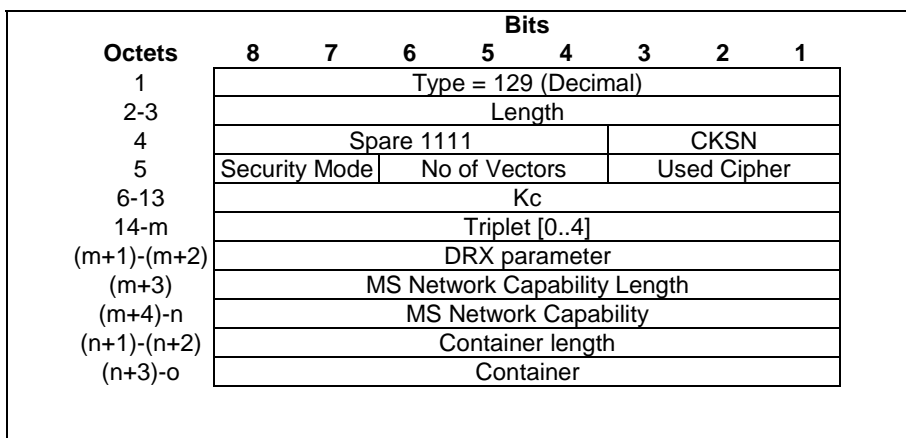 Bits
Octets 8 7 6 5 4 3 2 1
1 Type = 129 (Decimal)
2-3 Length
4 Spare 1111 CKSN
5 Security Mode No of Vectors Used Cipher
6-13 Kc
14-m Triplet [0..4]
(m+1)-(m+2) DRX parameter
(m+3) MS Network Capability Length
(m+4)-n MS Network Capability
(n+1)-(n+2) Container length
(n+3)-o Container